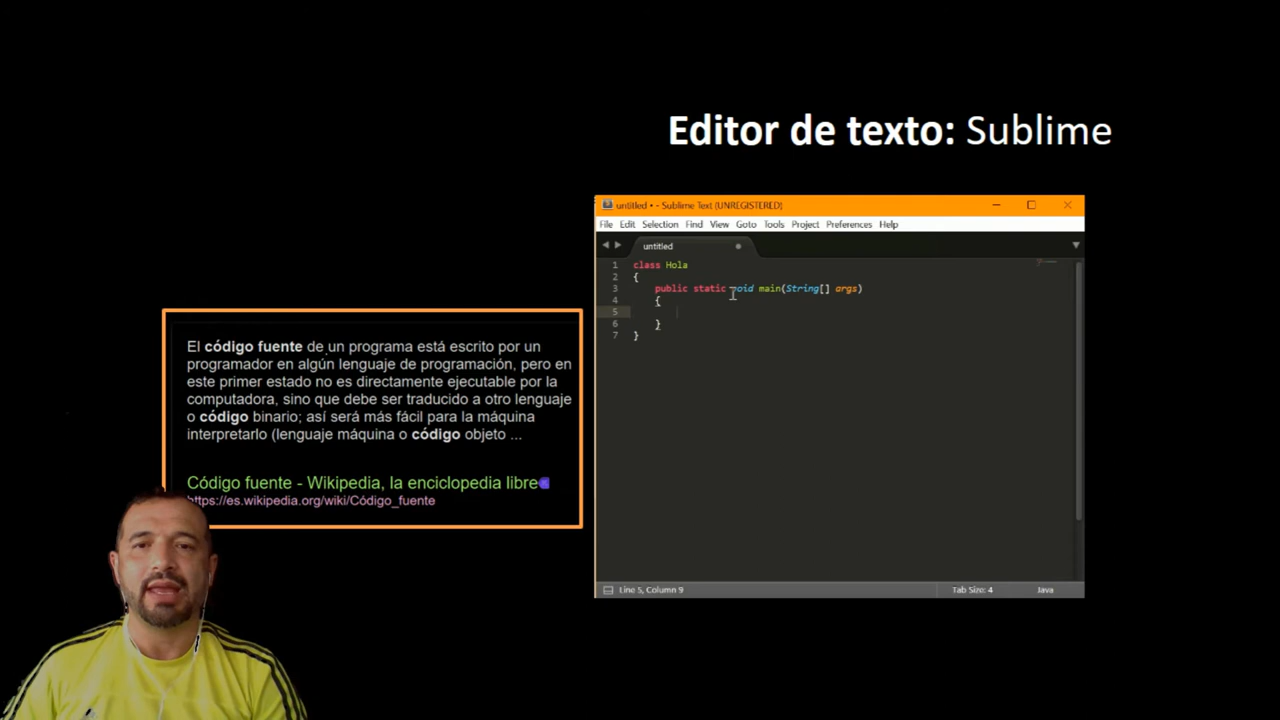 Editor de texto: Sublime
untitled • - Sublime Text (UNREGISTERED)
File Edit Selection Find View Goto Tools Project Preferences Help
untitled
1 class Hola
2 {
3 public static void main(String[] args)
4 {
5
6 }
7 }
Line 5, Column 9 Tab Size: 4 Java
El código fuente de un programa está escrito por un
programador en algún lenguaje de programación, pero en
este primer estado no es directamente ejecutable por la
computadora, sino que debe ser traducido a otro lenguaje
o código binario; así será más fácil para la máquina
interpretarlo (lenguaje máquina o código objeto ...
Código fuente - Wikipedia, la enciclopedia libre
https://es.wikipedia.org/wiki/Código_fuente